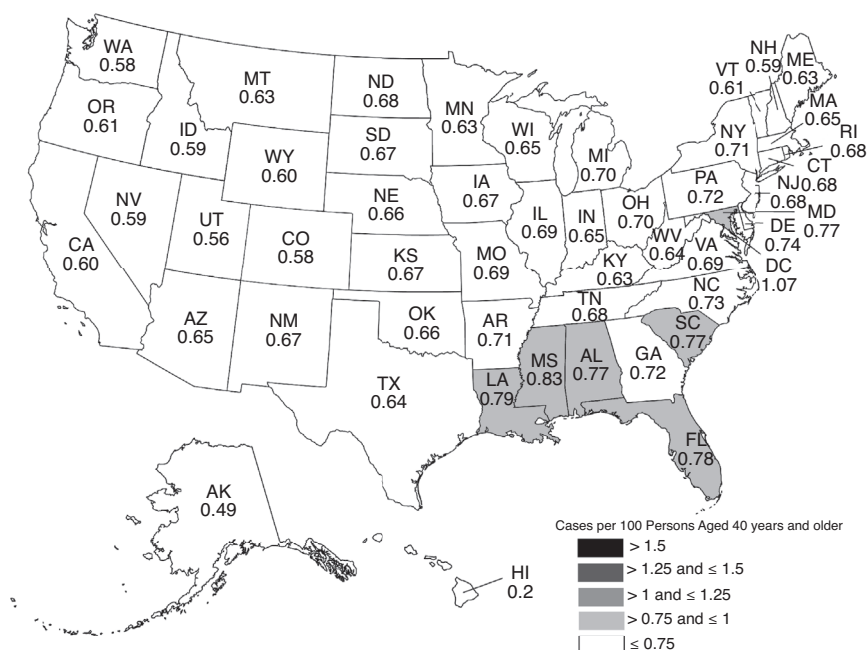 WA
0.58
MT
0.63
ND
0.68
MN
0.63
NH
0.59
ME
0.63
VT
0.61
OR
0.61
ID
0.59
SD
0.67
WI
0.65
MA
0.65
RI
0.68
WY
0.60
MI
0.70
NY
0.71
CT
0.68
NV
0.59
NE
0.66
IA
0.67
PA
0.72
NJ
0.68
MD
0.77
UT
0.56
CO
0.58
IL
0.69
IN
0.65
OH
0.70
DE
0.74
CA
0.60
KS
0.67
MO
0.69
WV
0.64
VA
0.69
DC
1.07
KY
0.63
NC
0.73
AZ
0.65
NM
0.67
OK
0.66
AR
0.71
TN
0.68
SC
0.77
TX
0.64
LA
0.79
MS
0.83
AL
0.77
GA
0.72
FL
0.78
AK
0.49
HI
0.2
Cases per 100 Persons Aged 40 years and older
> 1.5
> 1.25 and ≤ 1.5
> 1 and ≤ 1.25
> 0.75 and ≤ 1
≤ 0.75